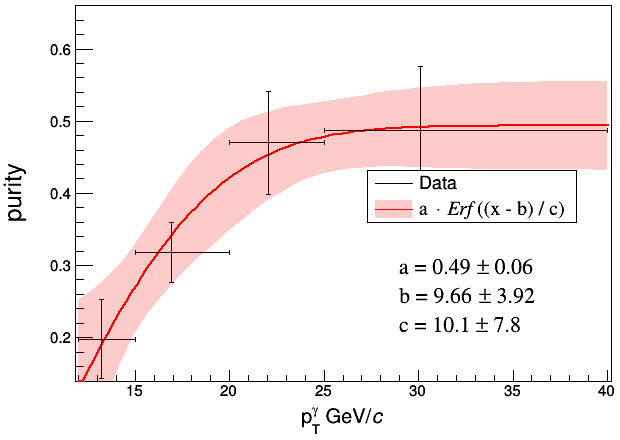 purity
0.6
0.5
0.4
0.3
0.2
Data
a · Erf ((x - b) / c)
a = 0.49 ± 0.06
b = 9.66 ± 3.92
c = 10.1 ± 7.8
15 20 25 30 35 40
p_T^γ GeV/c